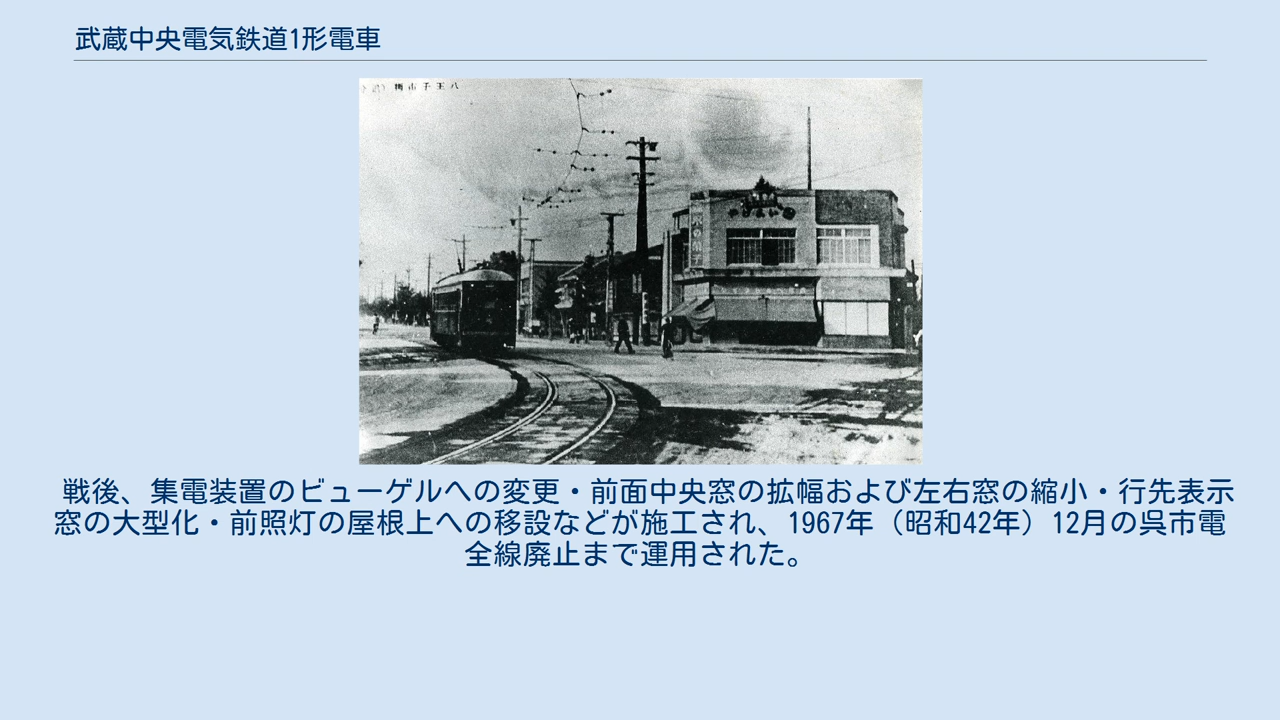 武蔵中央電気鉄道1形電車
八王子市
戦後、集電装置のビューゲルへの変更・前面中央窓の拡幅および左右窓の縮小・行先表示
窓の大型化・前照灯の屋根上への移設などが施工され、1967年（昭和42年）12月の呉市電
全線廃止まで運用された。